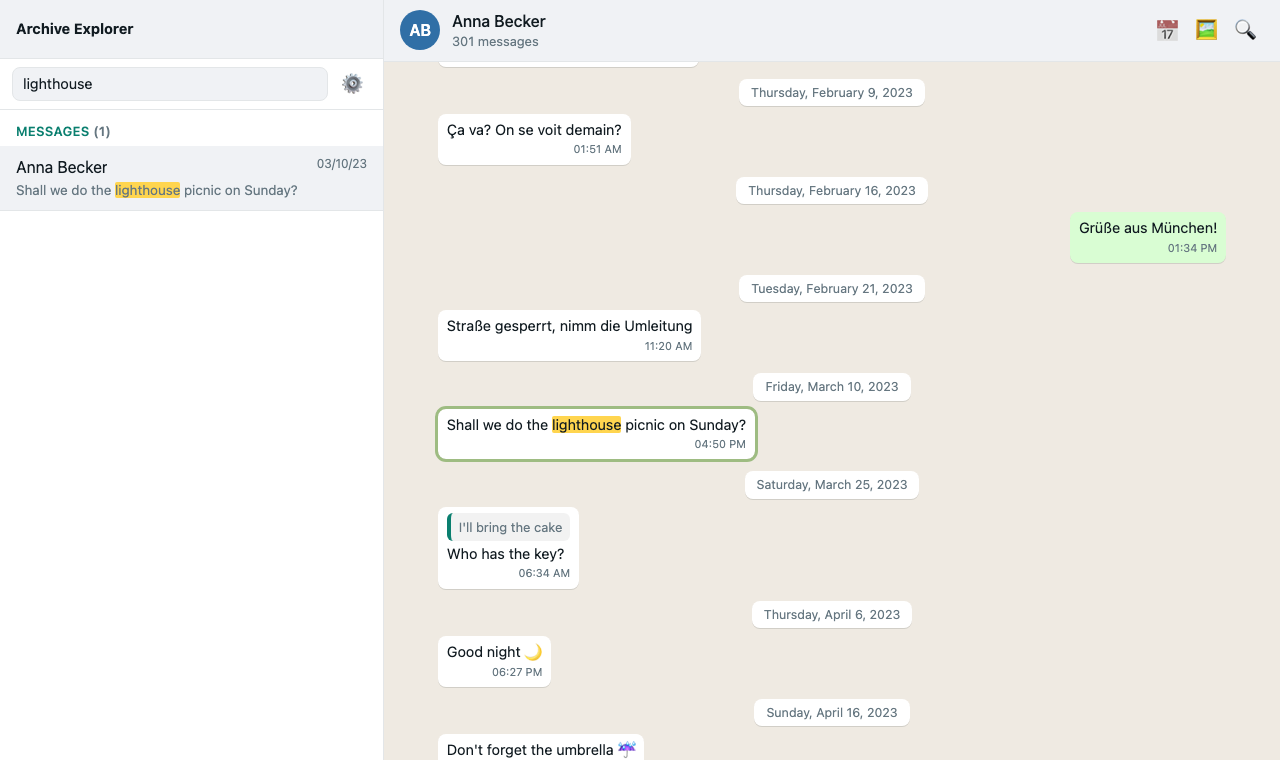 Archive Explorer
lighthouse
MESSAGES (1)
Anna Becker
03/10/23
Shall we do the lighthouse picnic on Sunday?
AB
Anna Becker
301 messages
17
Thursday, February 9, 2023
Ça va? On se voit demain?
01:51 AM
Thursday, February 16, 2023
Grüße aus München!
01:34 PM
Tuesday, February 21, 2023
Straße gesperrt, nimm die Umleitung
11:20 AM
Friday, March 10, 2023
Shall we do the lighthouse picnic on Sunday?
04:50 PM
Saturday, March 25, 2023
I'll bring the cake
Who has the key?
06:34 AM
Thursday, April 6, 2023
Good night 🌙
06:27 PM
Sunday, April 16, 2023
Don't forget the umbrella ☔